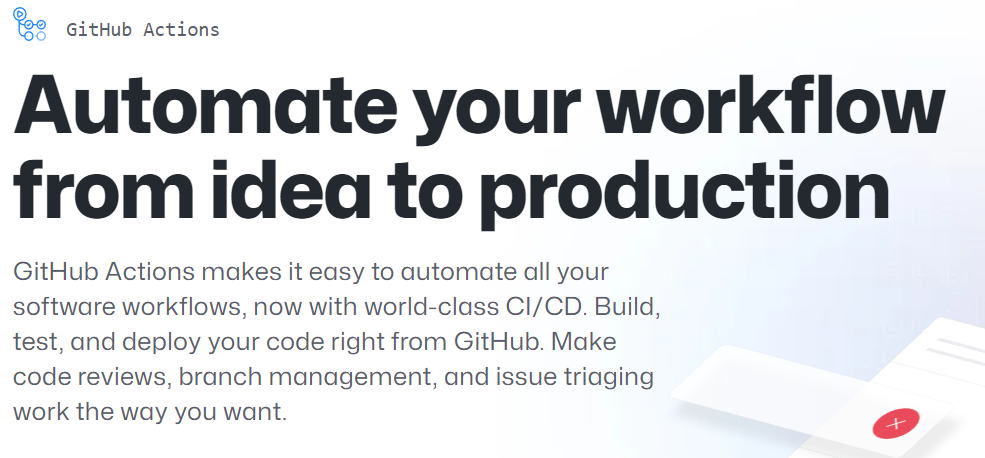 GitHub Actions
Automate your workflow
from idea to production
GitHub Actions makes it easy to automate all your
software workflows, now with world-class CI/CD. Build,
test, and deploy your code right from GitHub. Make
code reviews, branch management, and issue triaging
work the way you want.